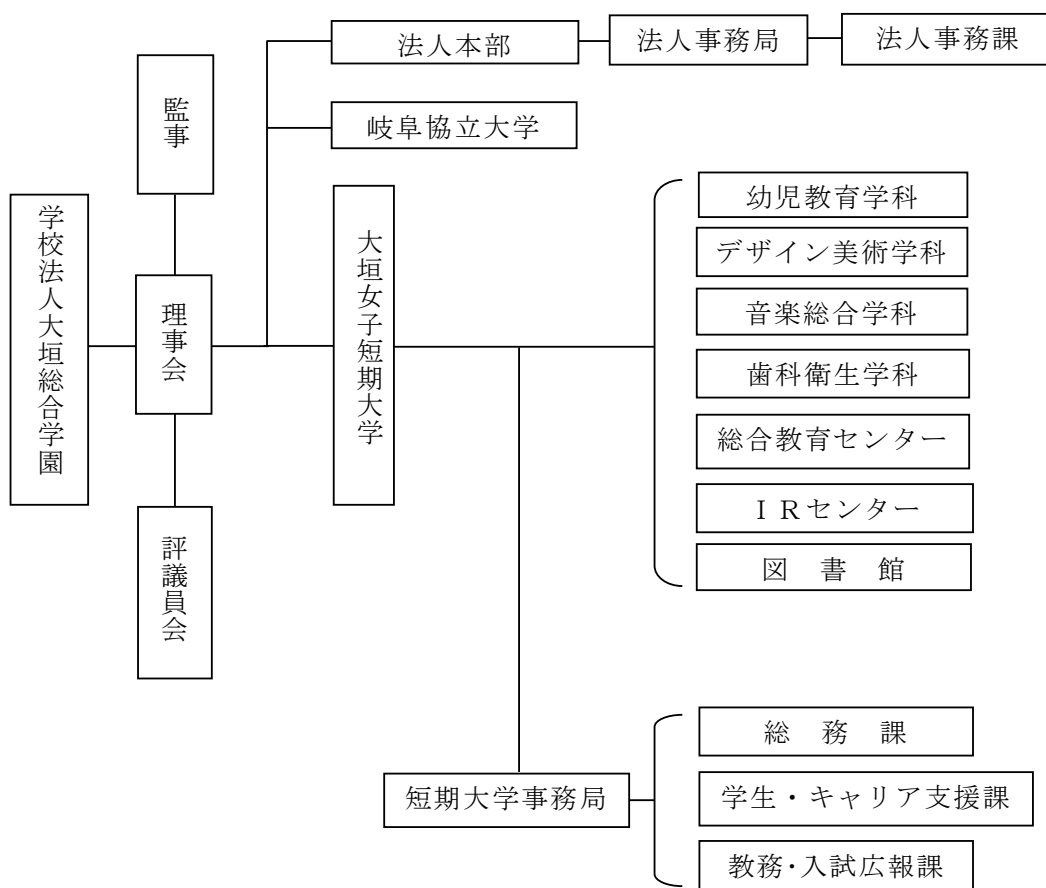 法人本部
法人事務局
法人事務課
監事
岐阜協立大学
学校法人大垣総合学園
理事会
評議員会
大垣女子短期大学
幼児教育学科
デザイン美術学科
音楽総合学科
歯科衛生学科
総合教育センター
ＩＲセンター
図　書　館
短期大学事務局
総　務　課
学生・キャリア支援課
教務・入試広報課